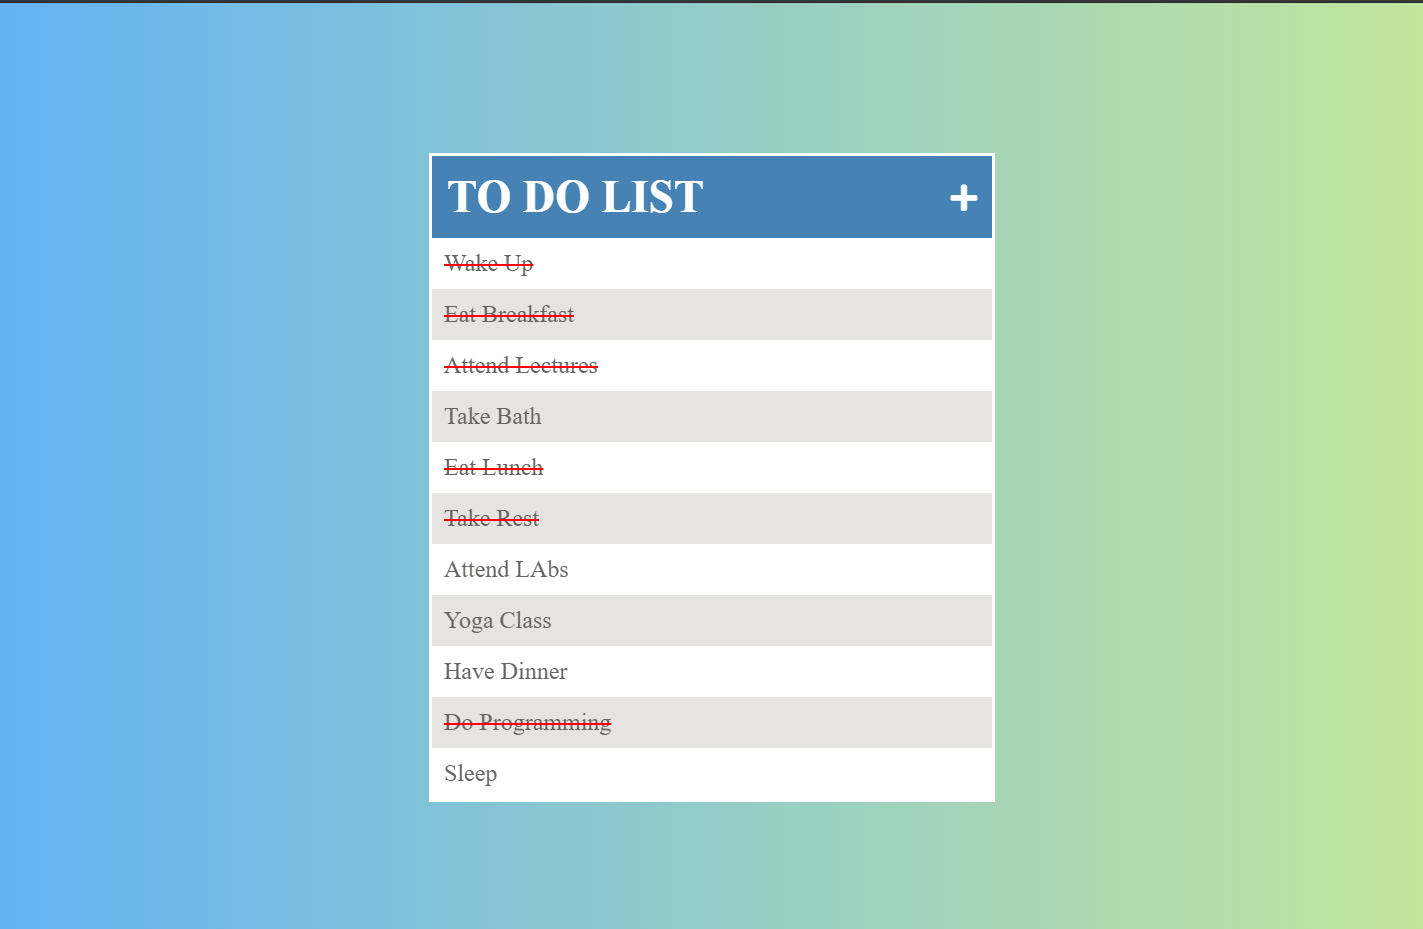 TO DO LIST
Wake Up
Eat Breakfast
Attend Lectures
Take Bath
Eat Lunch
Take Rest
Attend LAbs
Yoga Class
Have Dinner
Do Programming
Sleep